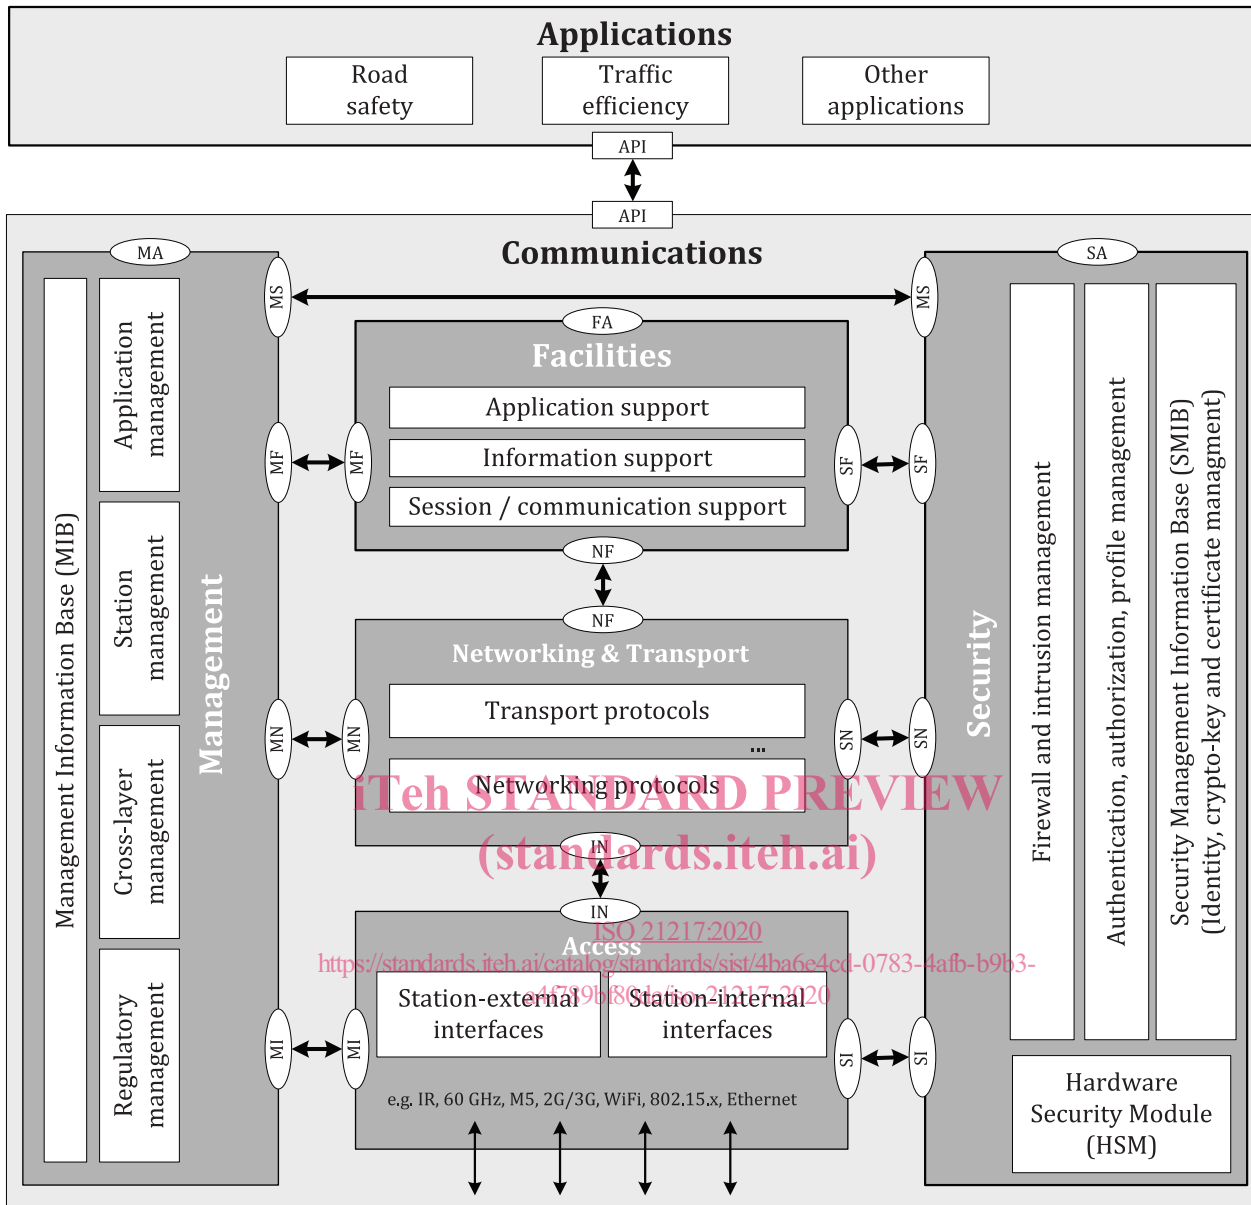 Applications
Road
safety
Traffic
efficiency
Other
applications
API
API
Communications
MA
SA
MS
MS
Management Information Base (MIB)
Application
management
Station
management
Cross-layer
management
Regulatory
management
Management
MF
MF
MN
MN
MI
MI
FA
Facilities
Application support
Information support
Session / communication support
NF
NF
Networking & Transport
Transport protocols
...
Networking protocols
iTeh STANDARD PREVIEW
(standards.iteh.ai)
IN
IN
ISO 21217:2020
Access
https://standards.iteh.ai/catalog/standards/sist/4ba6e4cd-0783-4afb-b9b3-
a4f789bf80da/iso-21217-2020
Station-external
interfaces
Station-internal
interfaces
e.g. IR, 60 GHz, M5, 2G/3G, WiFi, 802.15.x, Ethernet
SF
SF
SN
SN
SI
SI
Security
Firewall and intrusion management
Authentication, authorization, profile management
Security Management Information Base (SMIB)
(Identity, crypto-key and certificate managment)
Hardware
Security Module
(HSM)